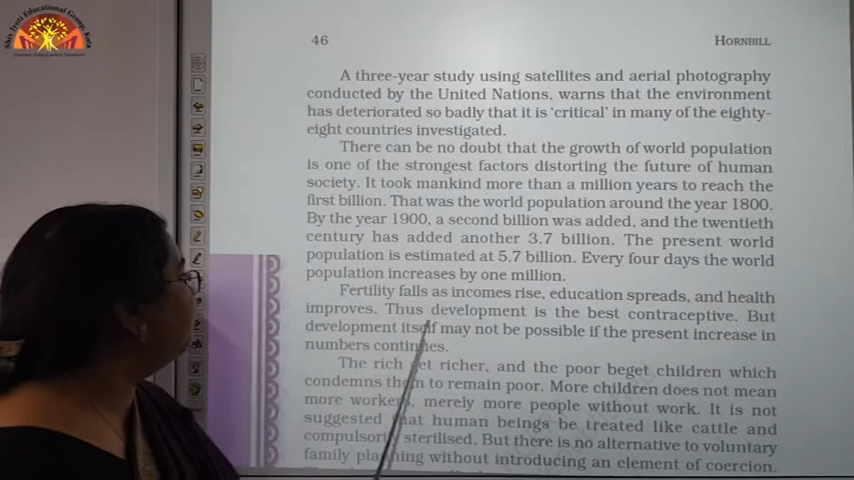 Shiv Jyoti Educational Group, Kota
46
HORNBILL
A three-year study using satellites and aerial photography
conducted by the United Nations, warns that the environment
has deteriorated so badly that it is ‘critical’ in many of the eighty-
eight countries investigated.
There can be no doubt that the growth of world population
is one of the strongest factors distorting the future of human
society. It took mankind more than a million years to reach the
first billion. That was the world population around the year 1800.
By the year 1900, a second billion was added, and the twentieth
century has added another 3.7 billion. The present world
population is estimated at 5.7 billion. Every four days the world
population increases by one million.
Fertility falls as incomes rise, education spreads, and health
improves. Thus development is the best contraceptive. But
development itself may not be possible if the present increase in
numbers continues.
The rich get richer, and the poor beget children which
condemns them to remain poor. More children does not mean
more workers, merely more people without work. It is not
suggested that human beings be treated like cattle and
compulsorily sterilised. But there is no alternative to voluntary
family planning without introducing an element of coercion.